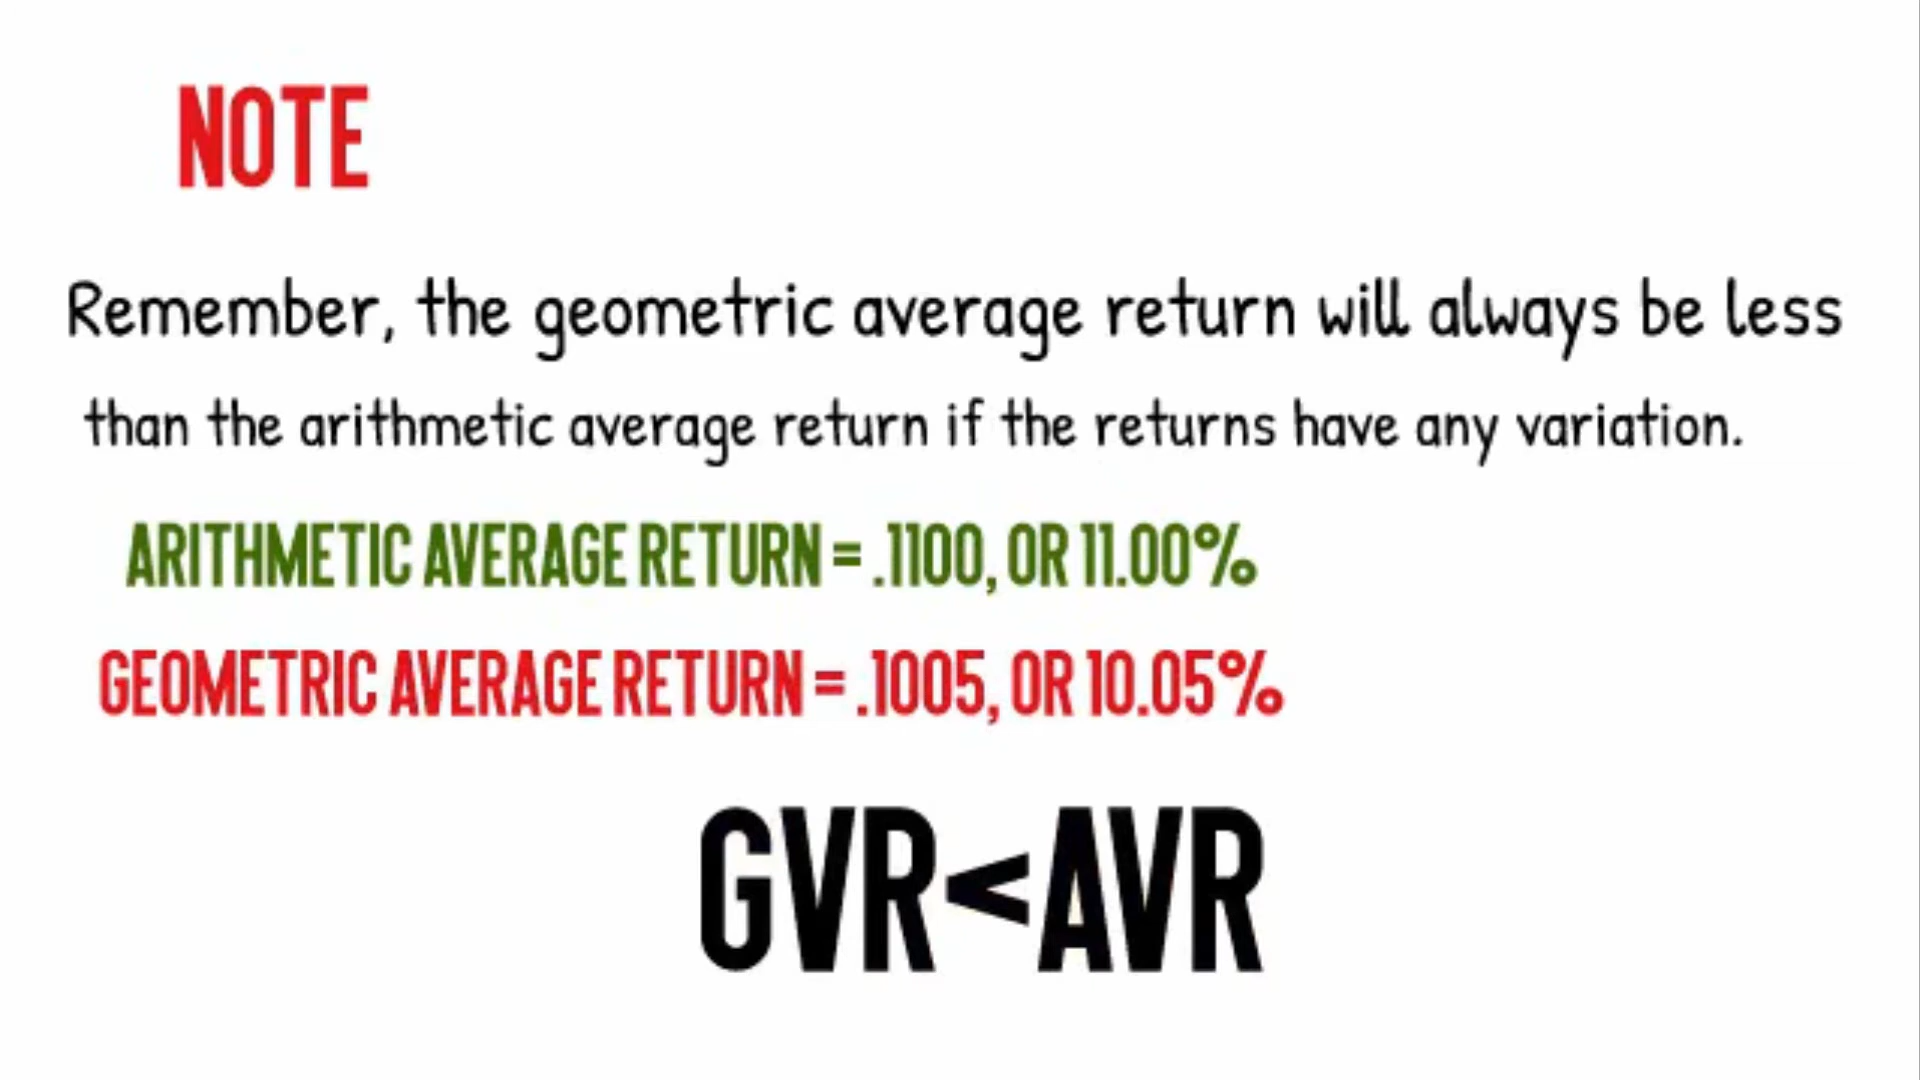 NOTE
Remember, the geometric average return will always be less
than the arithmetic average return if the returns have any variation.
ARITHMETIC AVERAGE RETURN = .1100, OR 11.00%
GEOMETRIC AVERAGE RETURN = .1005, OR 10.05%
GVR<AVR